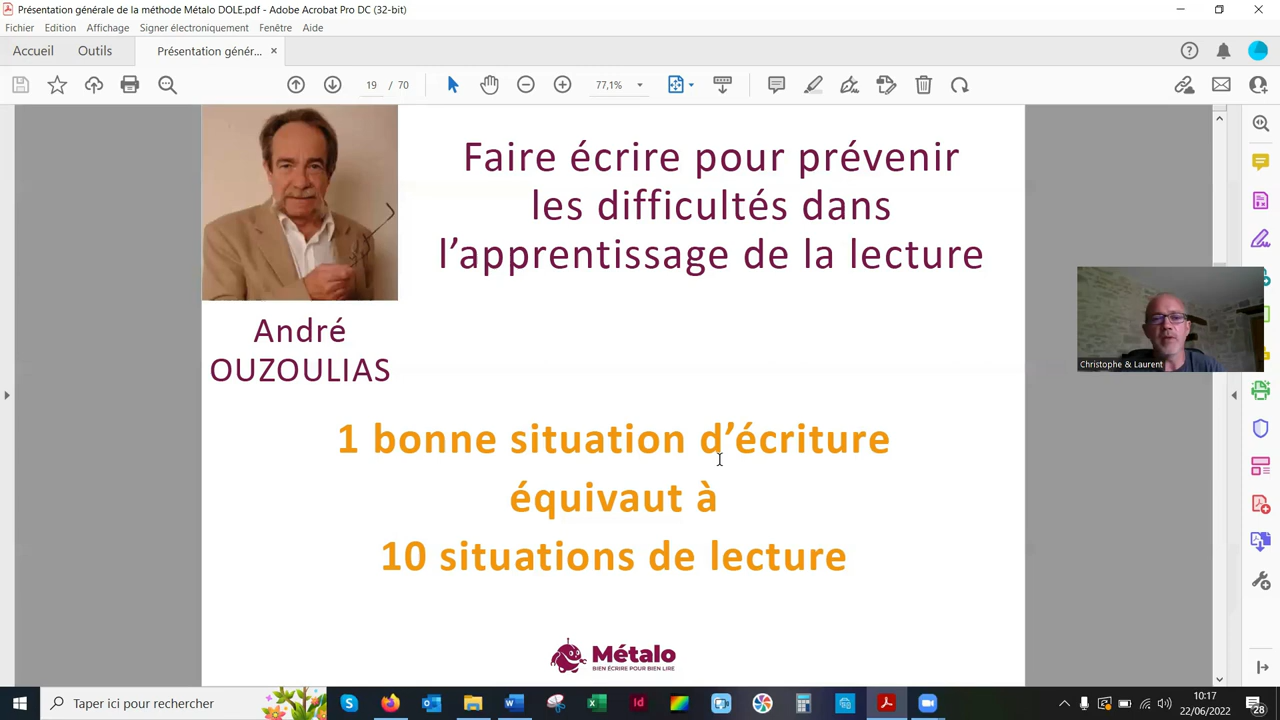 Présentation générale de la méthode Métalo DOLE.pdf - Adobe Acrobat Pro DC (32-bit)
Fichier Edition Affichage Signer électroniquement Fenêtre Aide
Accueil Outils Présentation génér... ×
19 / 70 77,1%
Faire écrire pour prévenir
les difficultés dans
l’apprentissage de la lecture
André
OUZOULIAS
Christophe & Laurent
1 bonne situation d’écriture
équivaut à
10 situations de lecture
Métalo
BIEN ÉCRIRE POUR BIEN LIRE
Taperici pour rechercher
10:17
22/06/2022
28